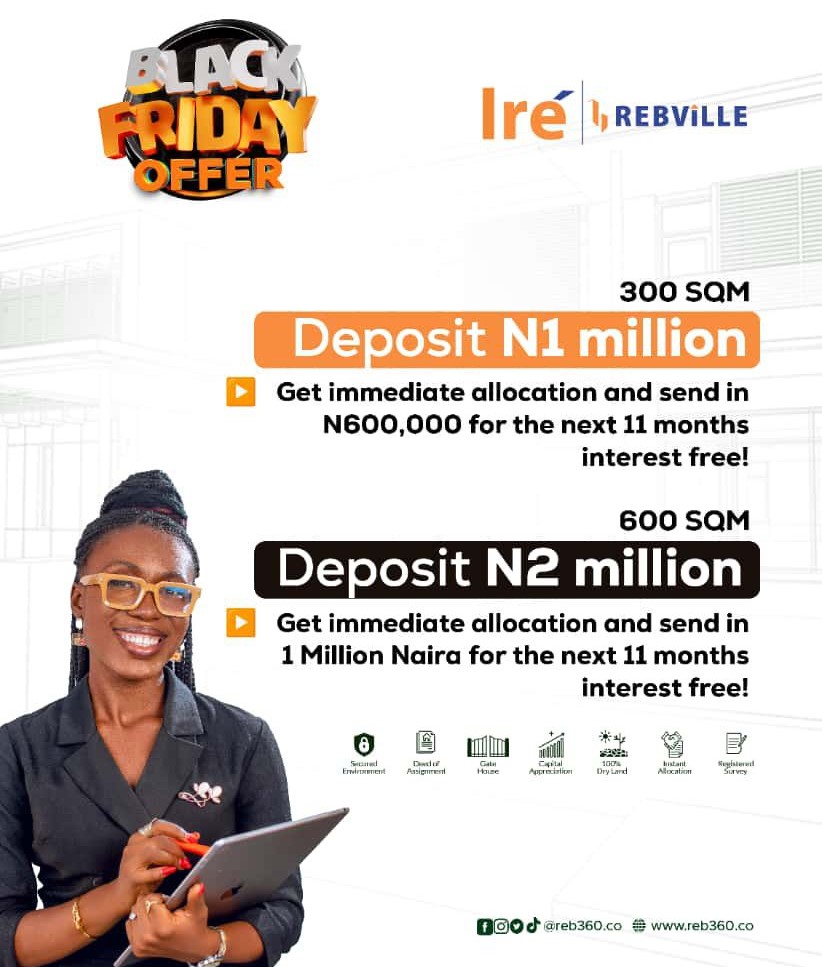 BLACK
FRIDAY
OFFER
Iré REBViLLE
300 SQM
Deposit N1 million
Get immediate allocation and send in
N600,000 for the next 11 months
interest free!
600 SQM
Deposit N2 million
Get immediate allocation and send in
1 Million Naira for the next 11 months
interest free!
Secured
Environment
Deed of
Assignment
Gate
House
Capital
Appreciation
100%
Dry Land
Instant
Allocation
Registered
Survey
@reb360.co www.reb360.co